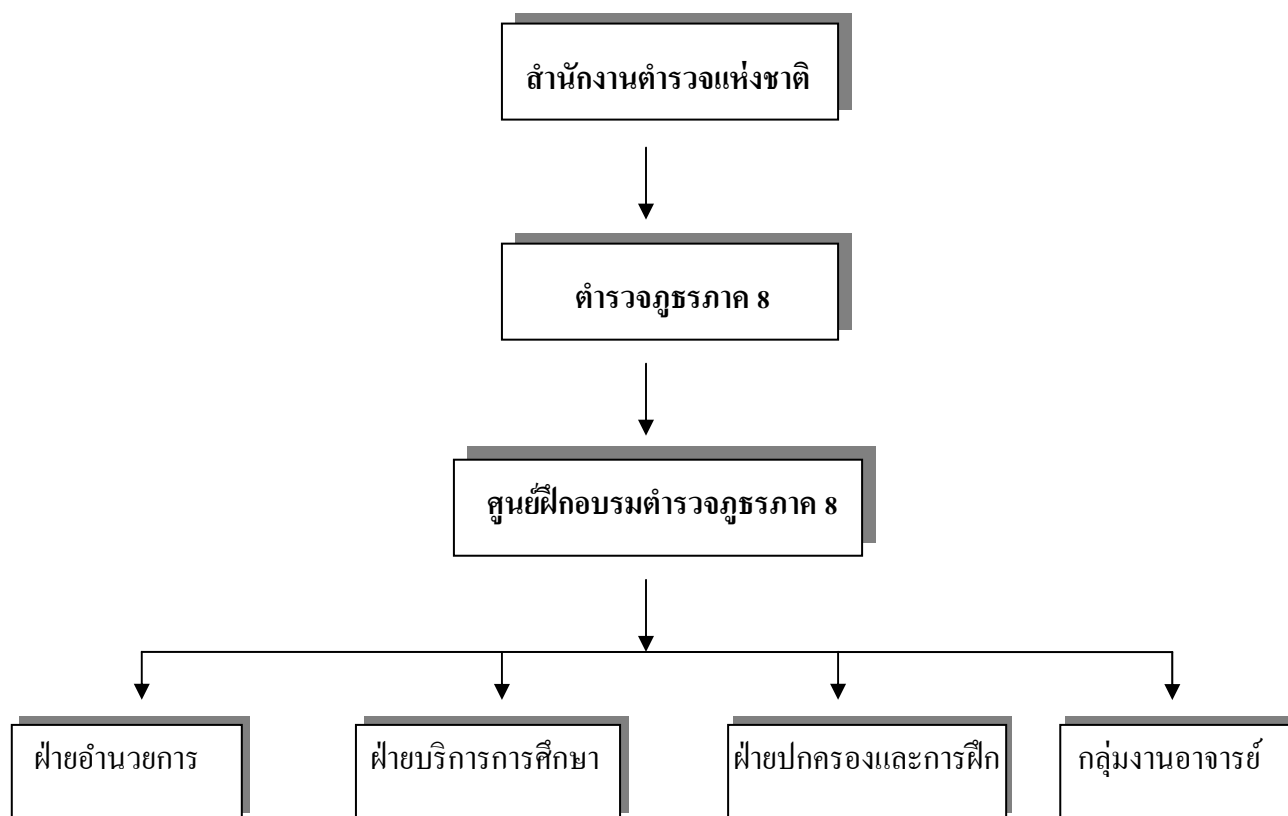 สำนักงานตำรวจแห่งชาติ
ตำรวจภูธรภาค 8
ศูนย์ฝึกอบรมตำรวจภูธรภาค 8
ฝ่ายอำนวยการ
ฝ่ายบริการการศึกษา
ฝ่ายปกครองและการฝึก
กลุ่มงานอาจารย์